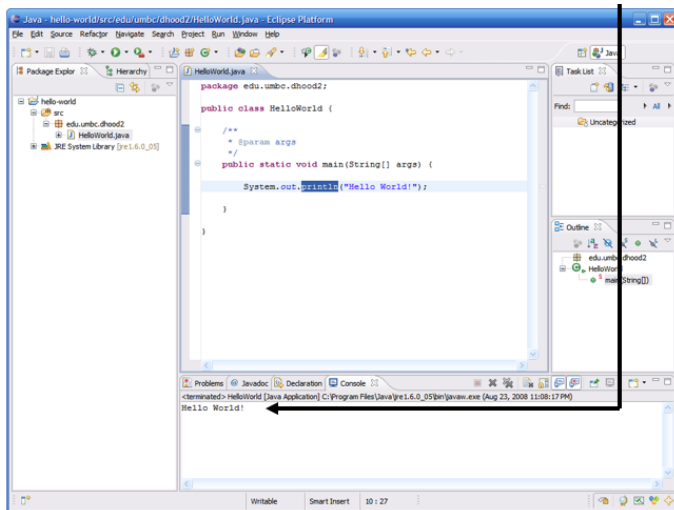 Java - hello-world/src/edu/umbc/dhood2/HelloWorld.java - Eclipse Platform
File Edit Source Refactor Navigate Search Project Run Window Help
Java
Package Explor Hierarchy
HelloWorld.java
Task List
hello-world
src
edu.umbc.dhood2
HelloWorld.java
JRE System Library [jre1.6.0_05]
package edu.umbc.dhood2;
public class HelloWorld {
/**
* @param args
*/
public static void main(String[] args) {
System.out.println("Hello World!");
}
}
Find: All
Uncategorized
Outline
edu.umbc.dhood2
HelloWorld
main(String[])
Problems Javadoc Declaration Console
<terminated> HelloWorld [Java Application] C:\Program Files\Java\jre1.6.0_05\bin\javaw.exe (Aug 23, 2008 11:08:17 PM)
Hello World!
Writable Smart Insert 10 : 27